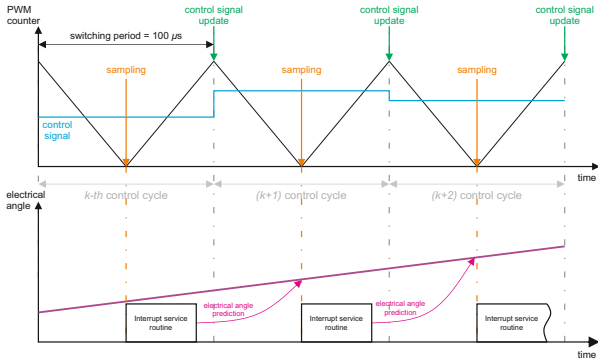 PWM
counter
control signal
update
control signal
update
control signal
update
switching period = 100 µs
sampling
sampling
sampling
control
signal
time
k-th control cycle
(k+1) control cycle
(k+2) control cycle
electrical
angle
electrical angle
prediction
electrical angle
prediction
Interrupt service
routine
Interrupt service
routine
Interrupt service
routine
time